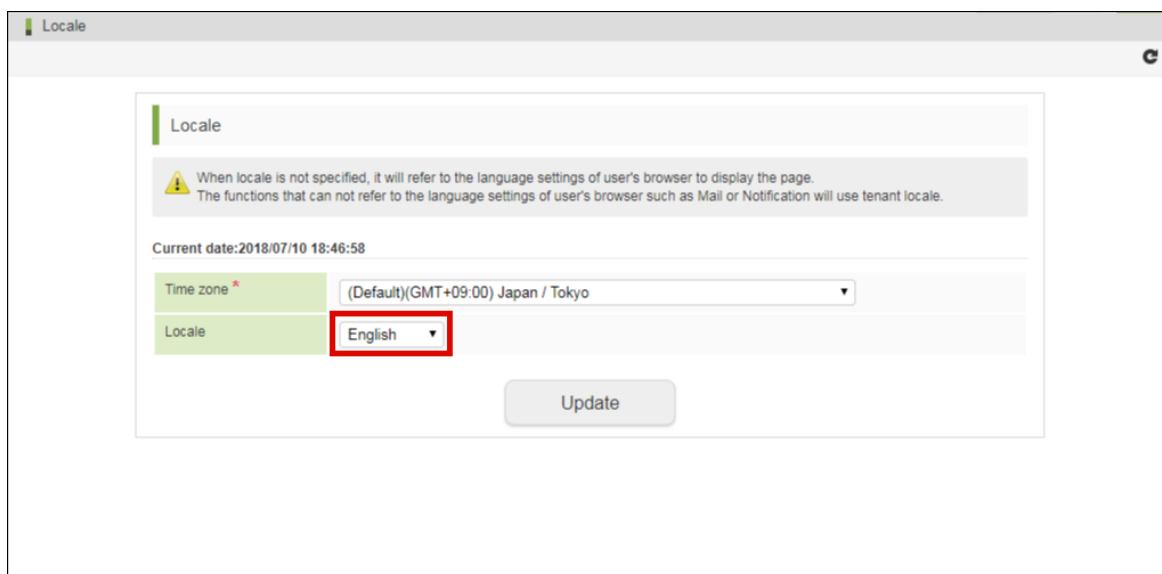 Locale
Locale
When locale is not specified, it will refer to the language settings of user's browser to display the page.
The functions that can not refer to the language settings of user's browser such as Mail or Notification will use tenant locale.
Current date:2018/07/10 18:46:58
Time zone * (Default)(GMT+09:00) Japan / Tokyo
Locale English
Update